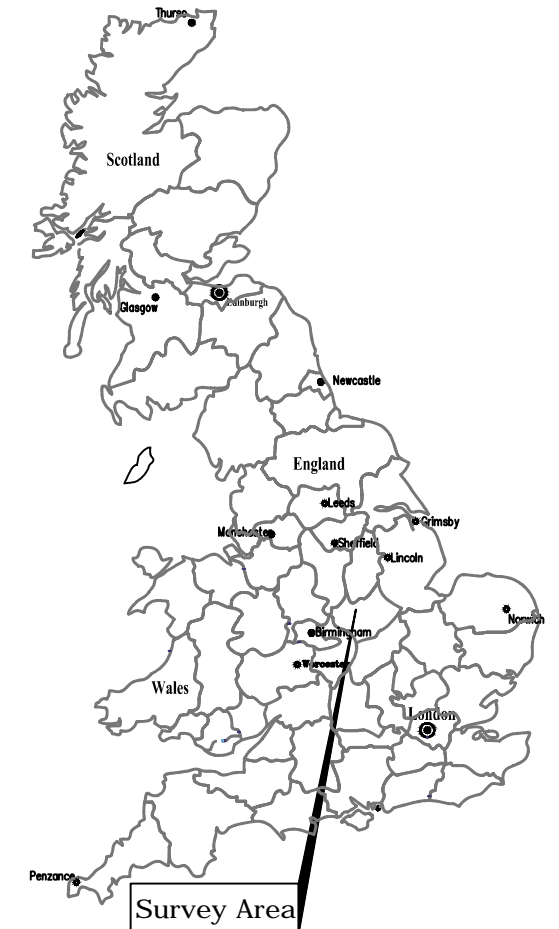 Thurso
Scotland
Edinburgh
Glasgow
Newcastle
England
Leeds
Grimsby
Manchester
Sheffield
Lincoln
Norwich
Birmingham
Worcester
Wales
London
Penzance
Survey Area